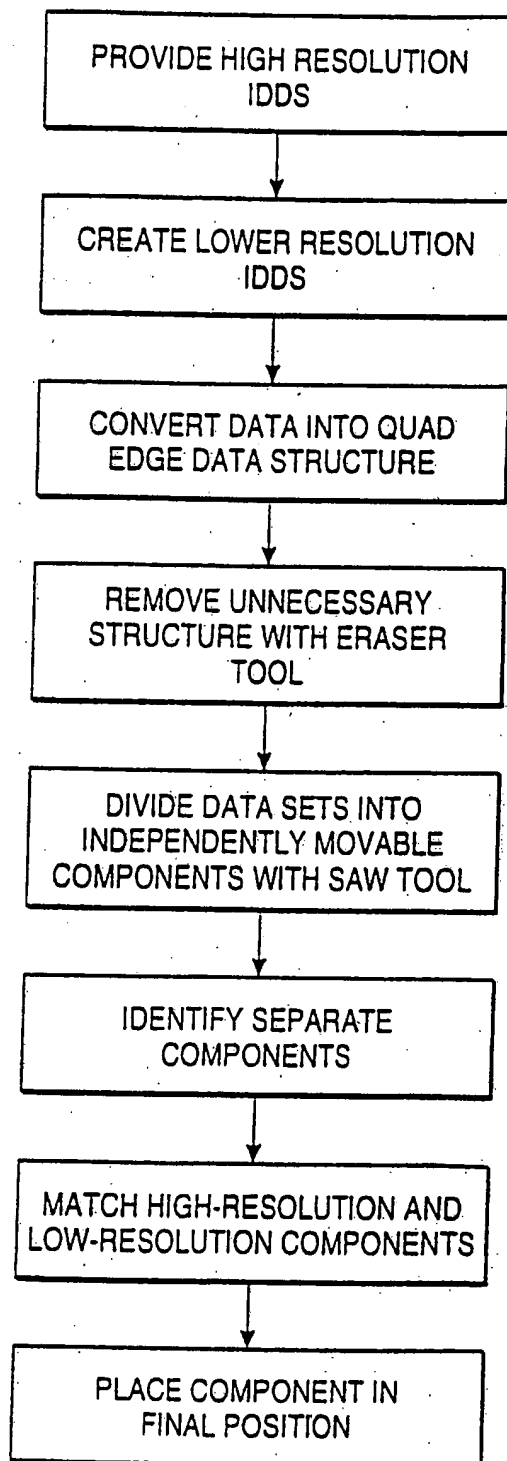 PROVIDE HIGH RESOLUTION
IDDS
CREATE LOWER RESOLUTION
IDDS
CONVERT DATA INTO QUAD
EDGE DATA STRUCTURE
REMOVE UNNECESSARY
STRUCTURE WITH ERASER
TOOL
DIVIDE DATA SETS INTO
INDEPENDENTLY MOVABLE
COMPONENTS WITH SAW TOOL
IDENTIFY SEPARATE
COMPONENTS
MATCH HIGH-RESOLUTION AND
LOW-RESOLUTION COMPONENTS
PLACE COMPONENT IN
FINAL POSITION